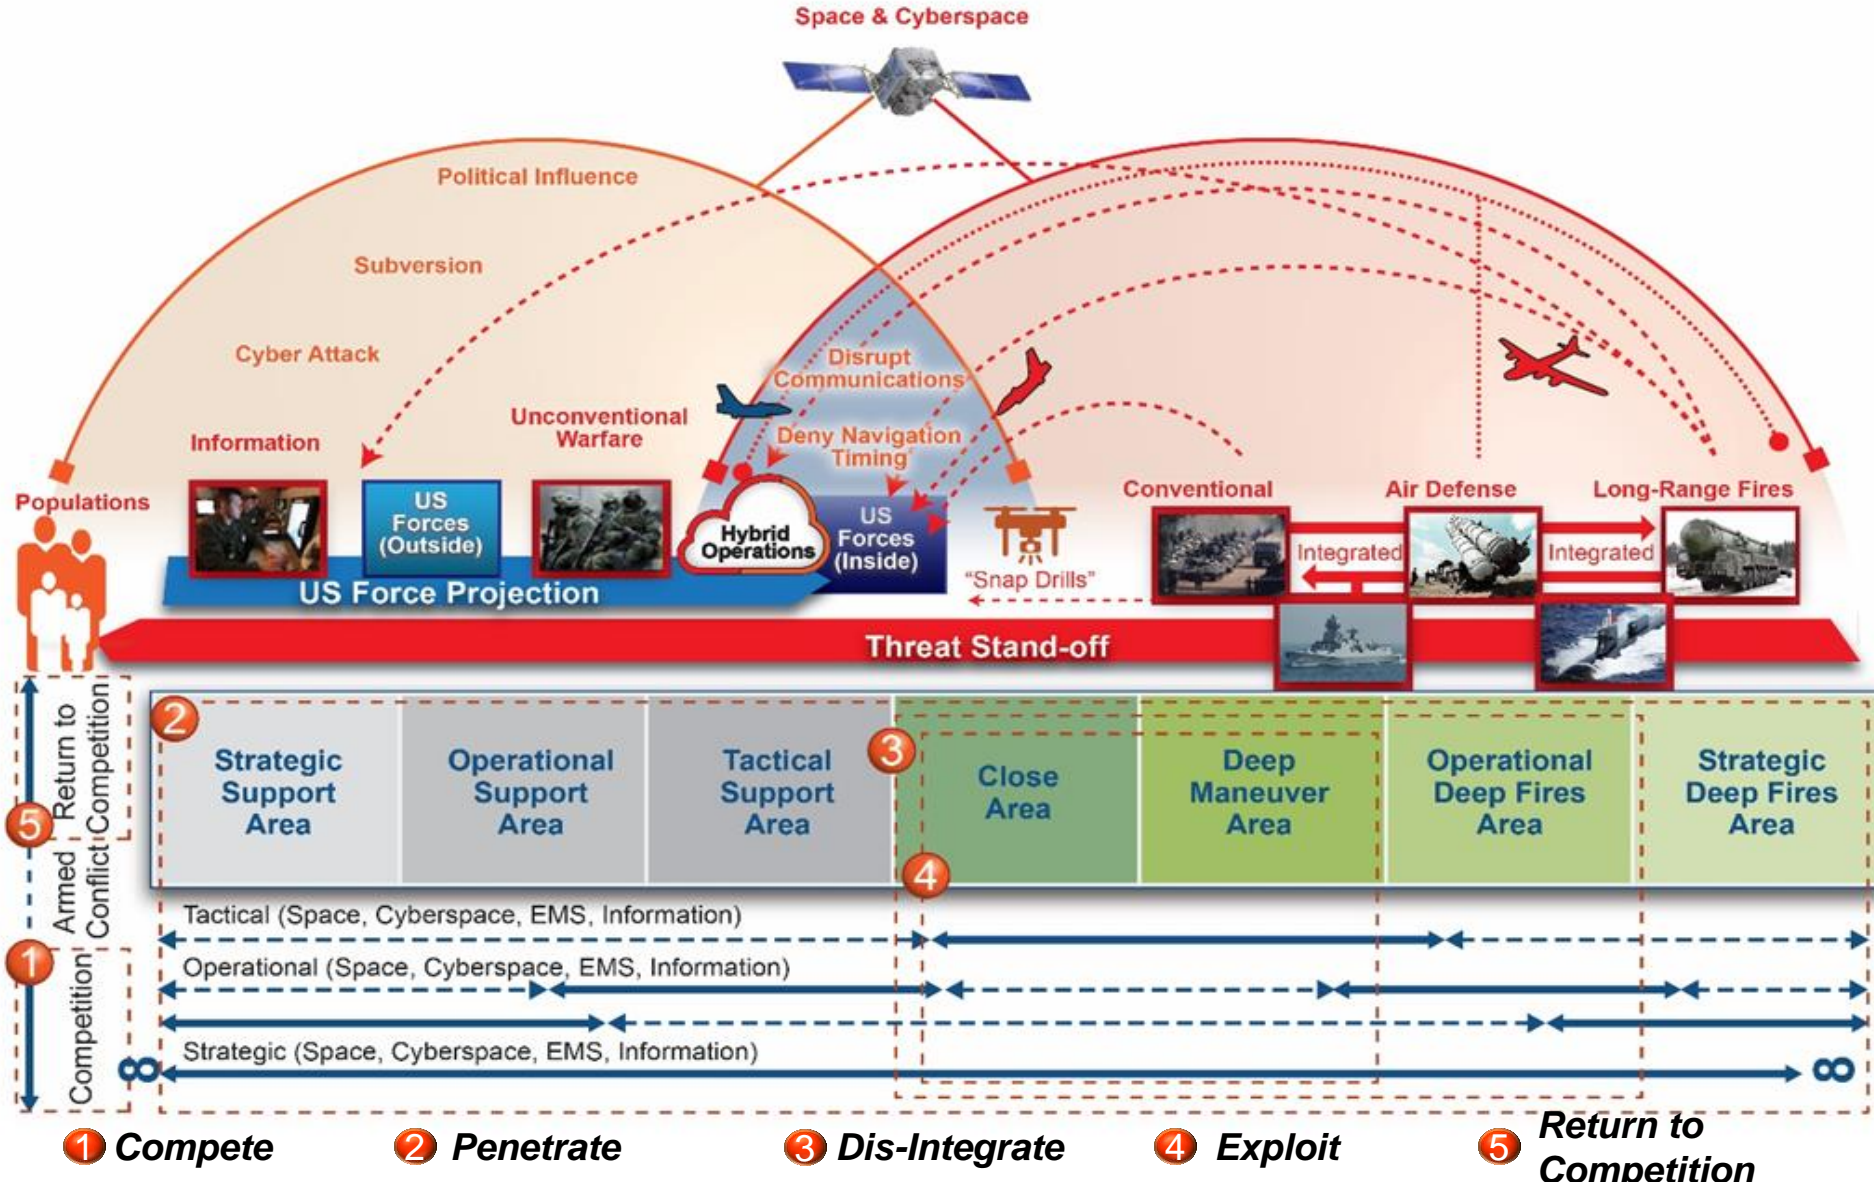 Space & Cyberspace
Political Influence
Subversion
Cyber Attack
Disrupt
Communications
Deny Navigation
Timing
Information
Unconventional
Warfare
Populations
US
Forces
(Outside)
Hybrid
Operations
US
Forces
(Inside)
"Snap Drills"
Conventional
Air Defense
Long-Range Fires
Integrated
Integrated
US Force Projection
Threat Stand-off
Return to
Competition
5
Armed
Conflict
1
Competition
2
Strategic
Support
Area
Operational
Support
Area
Tactical
Support
Area
3
4
Close
Area
Deep
Maneuver
Area
Operational
Deep Fires
Area
Strategic
Deep Fires
Area
Tactical (Space, Cyberspace, EMS, Information)
Operational (Space, Cyberspace, EMS, Information)
Strategic (Space, Cyberspace, EMS, Information)
∞
∞
1 Compete
2 Penetrate
3 Dis-Integrate
4 Exploit
5 Return to
Competition